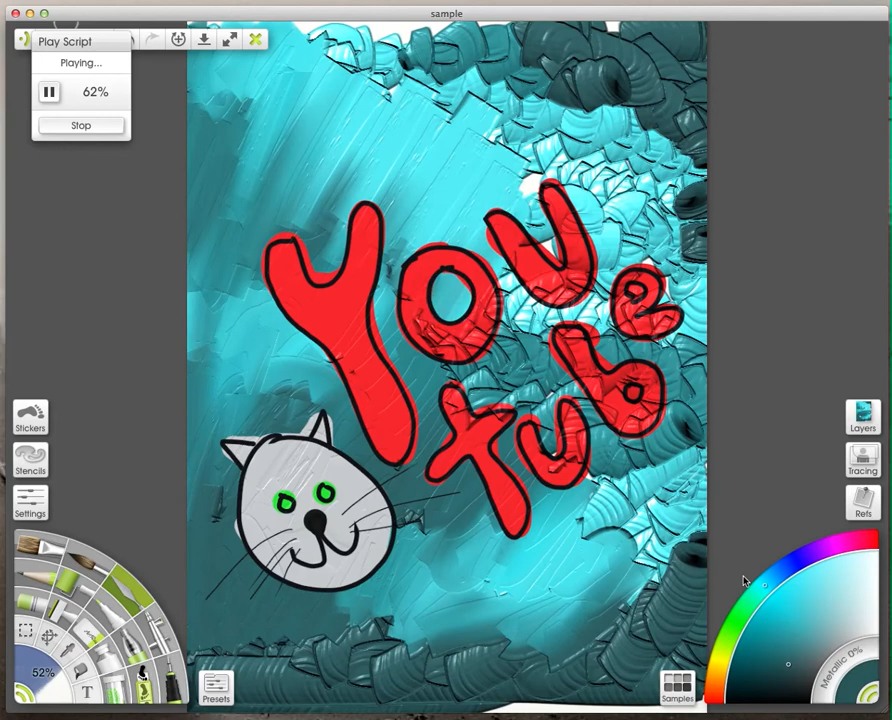 sample
Play Script
Playing...
62%
Stop
You
tube
Stickers
Stencils
Settings
Layers
Tracing
Refs
52%
T
Presets
Samples
Metallic 0%